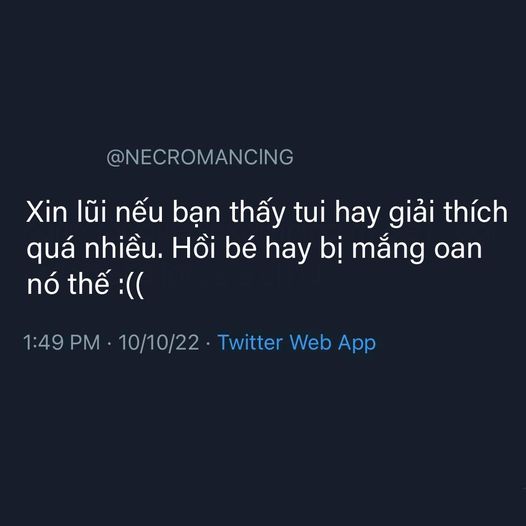 @NECROMANCING
Xin lũi nếu bạn thấy tui hay giải thích
quá nhiều. Hồi bé hay bị mắng oan
nó thế :((
1:49 PM · 10/10/22 · Twitter Web App